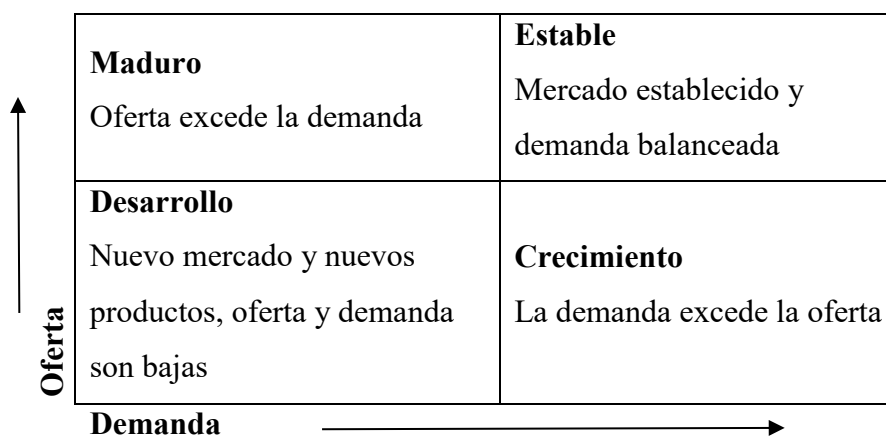 Maduro
Oferta excede la demanda
Estable
Mercado establecido y
demanda balanceada
Desarrollo
Nuevo mercado y nuevos
productos, oferta y demanda
son bajas
Crecimiento
La demanda excede la oferta
Oferta
Demanda